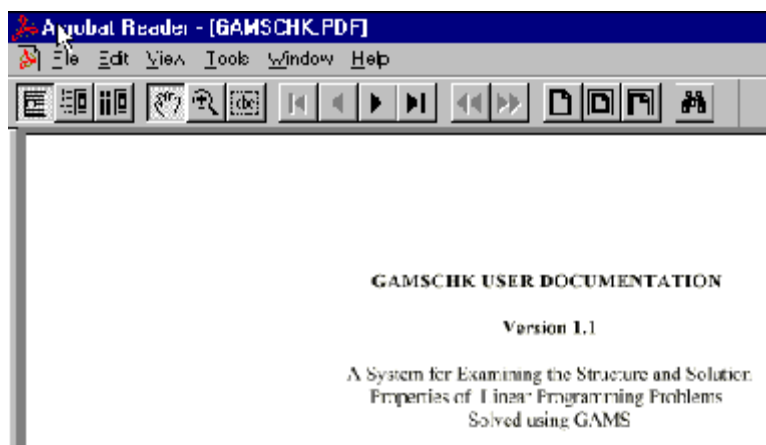 Acrobat Reader - [GAMSCHK.PDF]
File Edit View Tools Window Help
abc
GAMSCHK USER DOCUMENTATION
Version 1.1
A System for Examining the Structure and Solution
Properties of Linear Programming Problems
Solved using GAMS